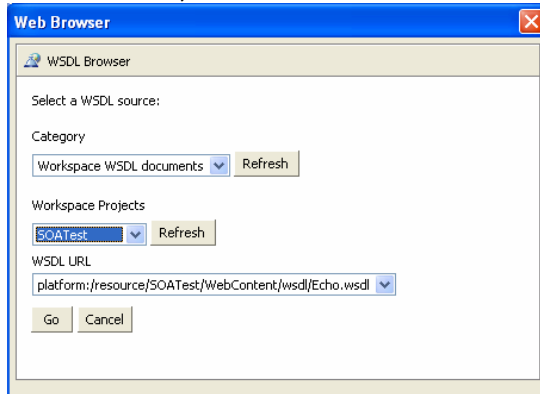 Web Browser
WSDL Browser
Select a WSDL source:
Category
Workspace WSDL documents Refresh
Workspace Projects
SOATest Refresh
WSDL URL
platform:/resource/SOATest/WebContent/wsdl/Echo.wsdl
Go Cancel